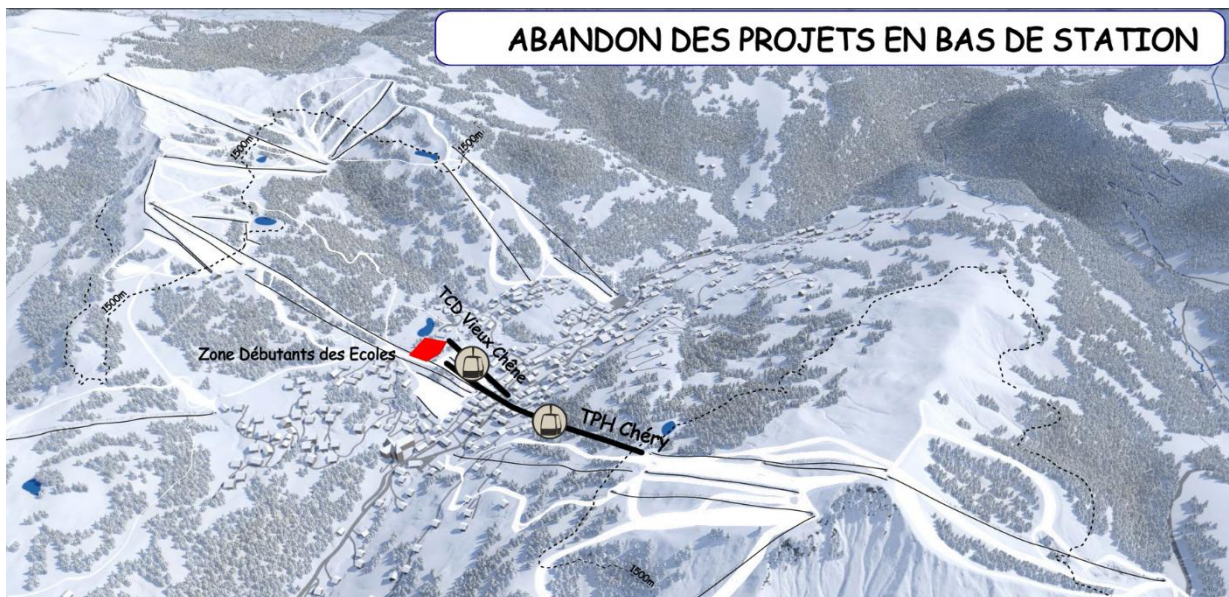 ABANDON DES PROJETS EN BAS DE STATION
1500m
1500m
1500m
TCD Vieux Chêne
Zone Débutants des Ecoles
TPH Chéry
1500m